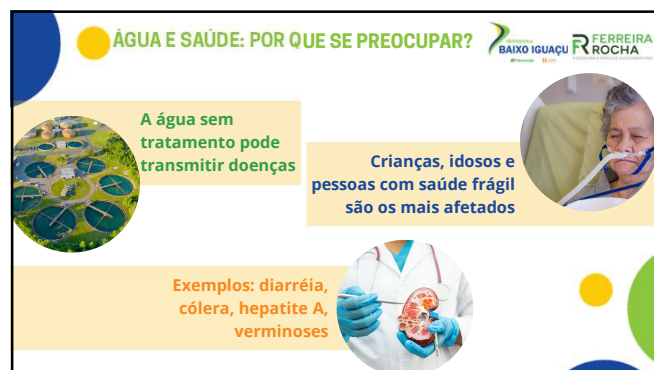 ÁGUA E SAÚDE: POR QUE SE PREOCUPAR?
BAIXO IGUAÇU
FERREIRA
ROCHA
A água sem
tratamento pode
transmitir doenças
Crianças, idosos e
pessoas com saúde frágil
são os mais afetados
Exemplos: diarréia,
cólera, hepatite A,
verminoses